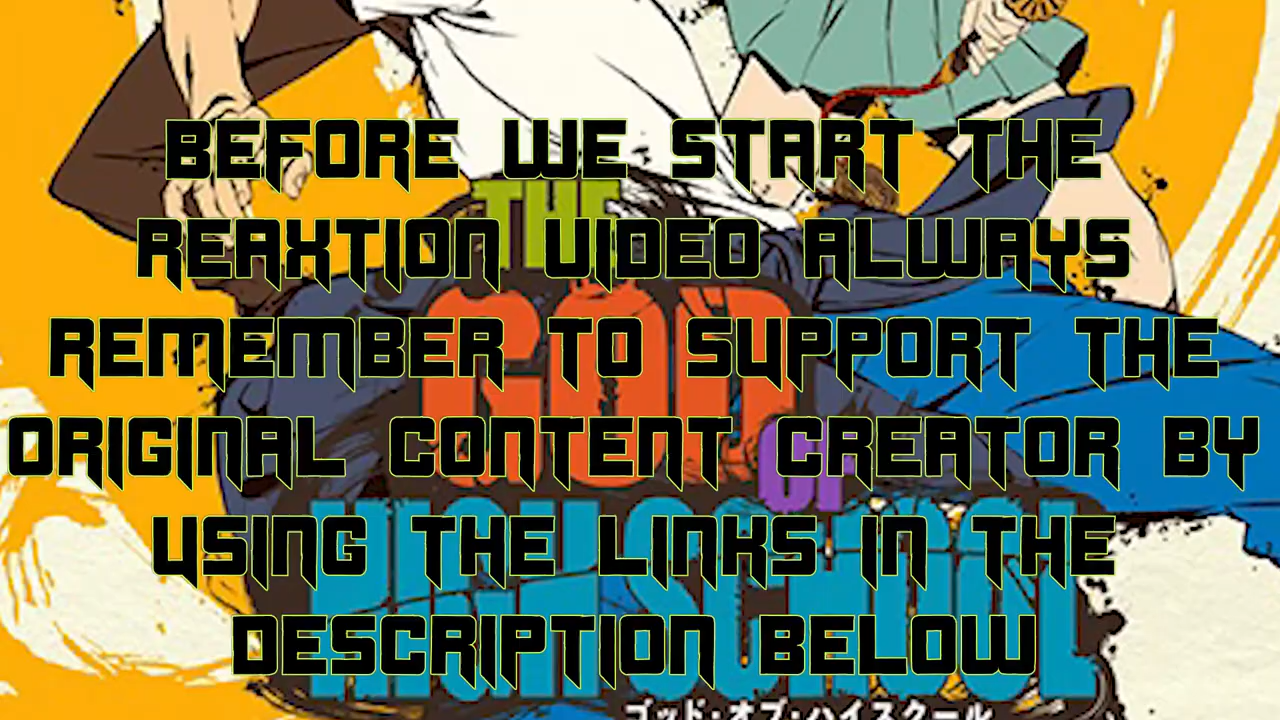 BEFORE WE START THE
REAXTION VIDEO ALWAYS
REMEMBER TO SUPPORT THE
ORIGINAL CONTENT CREATOR BY
USING THE LINKS IN THE
DESCRIPTION BELOW
THE
GOD
OF
HIGH SCHOOL
ゴッド・オブ・ハイスクール